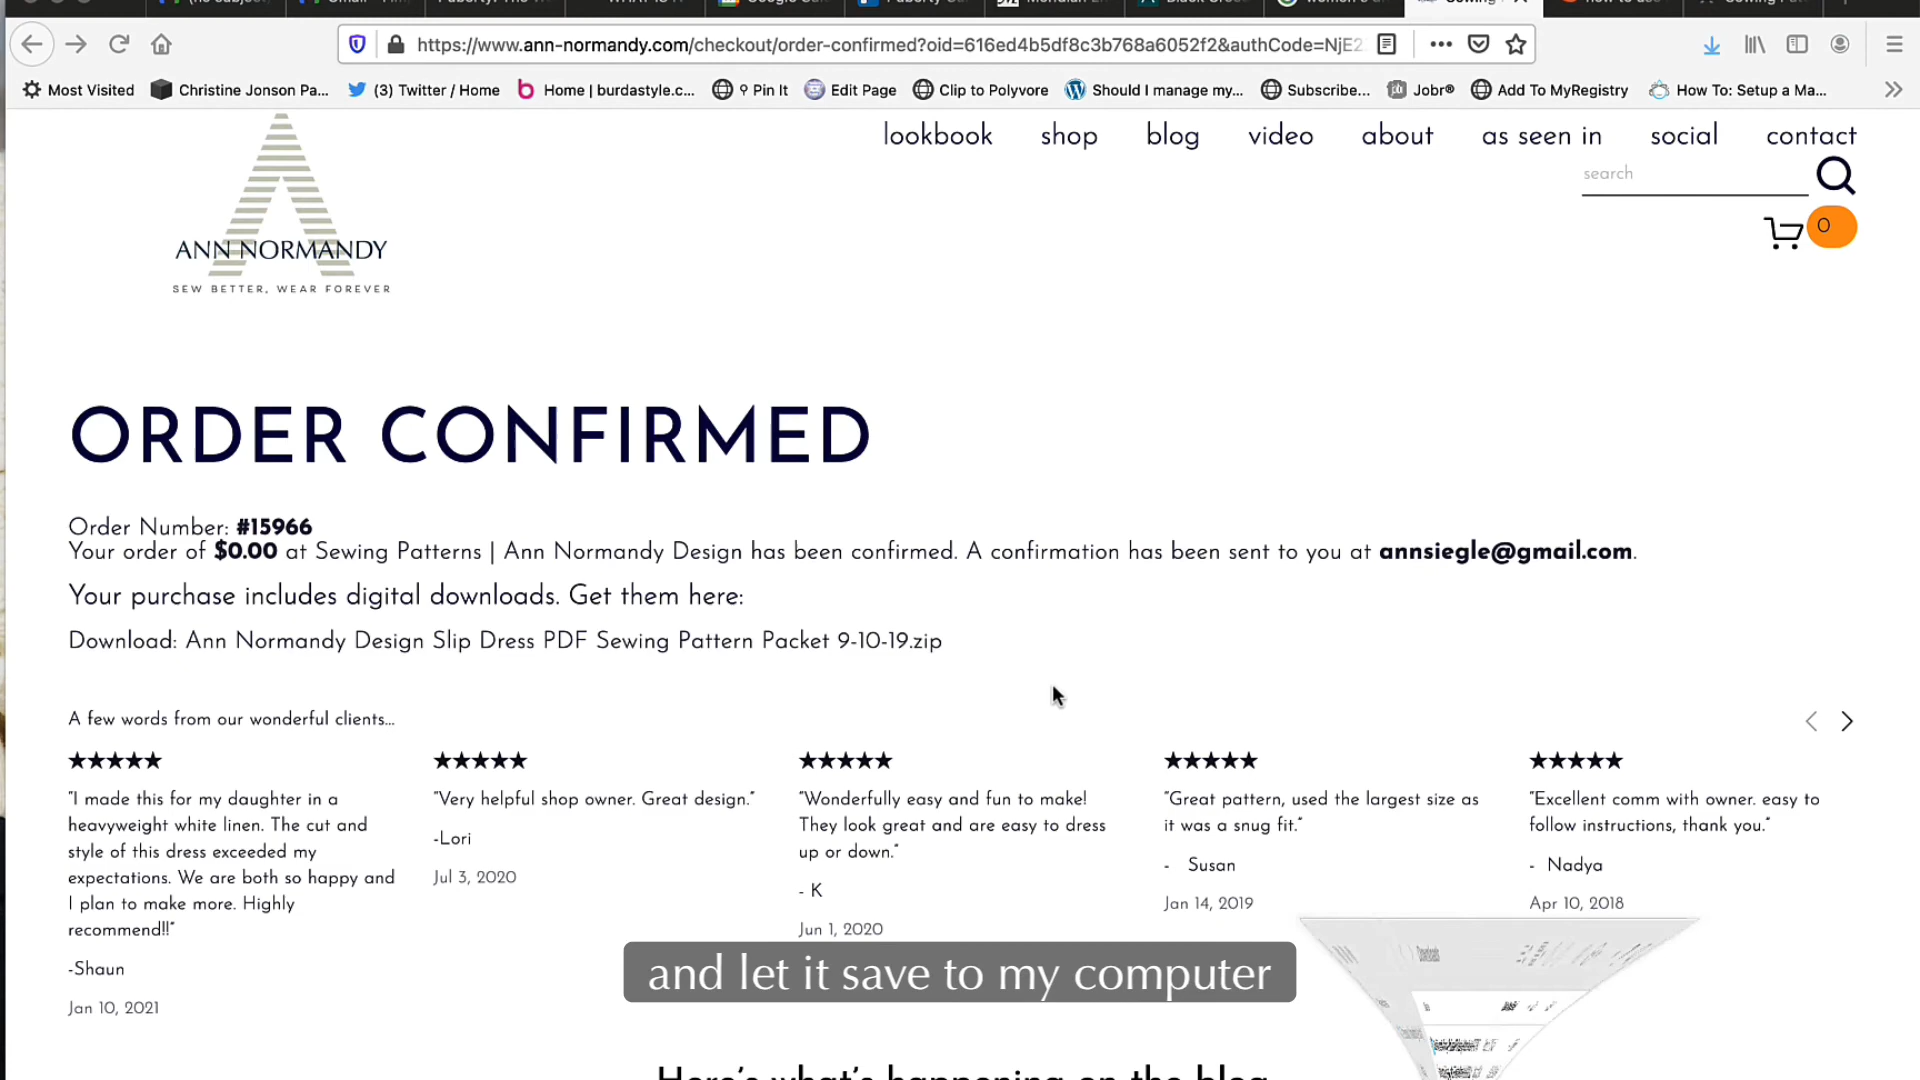 https://www.ann-normandy.com/checkout/order-confirmed?oid=616ed4b5df8c3b768a6052f2&authCode=NjE2
Most Visited Christine Jonson Pa... (3) Twitter / Home Home | burdastyle.c... Pin It Edit Page Clip to Polyvore Should I manage my... Subscribe... Jobr® Add To MyRegistry How To: Setup a Ma...
lookbook shop blog video about as seen in social contact
search
0
ANN NORMANDY
SEW BETTER, WEAR FOREVER
ORDER CONFIRMED
Order Number: #15966
Your order of $0.00 at Sewing Patterns | Ann Normandy Design has been confirmed. A confirmation has been sent to you at annsiegle@gmail.com.
Your purchase includes digital downloads. Get them here:
Download: Ann Normandy Design Slip Dress PDF Sewing Pattern Packet 9-10-19.zip
A few words from our wonderful clients...
★★★★★
"I made this for my daughter in a
heavyweight white linen. The cut and
style of this dress exceeded my
expectations. We are both so happy and
I plan to make more. Highly
recommend!!"
-Shaun
Jan 10, 2021
★★★★★
"Very helpful shop owner. Great design."
-Lori
Jul 3, 2020
★★★★★
"Wonderfully easy and fun to make!
They look great and are easy to dress
up or down."
- K
Jun 1, 2020
★★★★★
"Great pattern, used the largest size as
it was a snug fit."
- Susan
Jan 14, 2019
★★★★★
"Excellent comm with owner. easy to
follow instructions, thank you."
- Nadya
Apr 10, 2018
and let it save to my computer
Here's what's happening on the blog